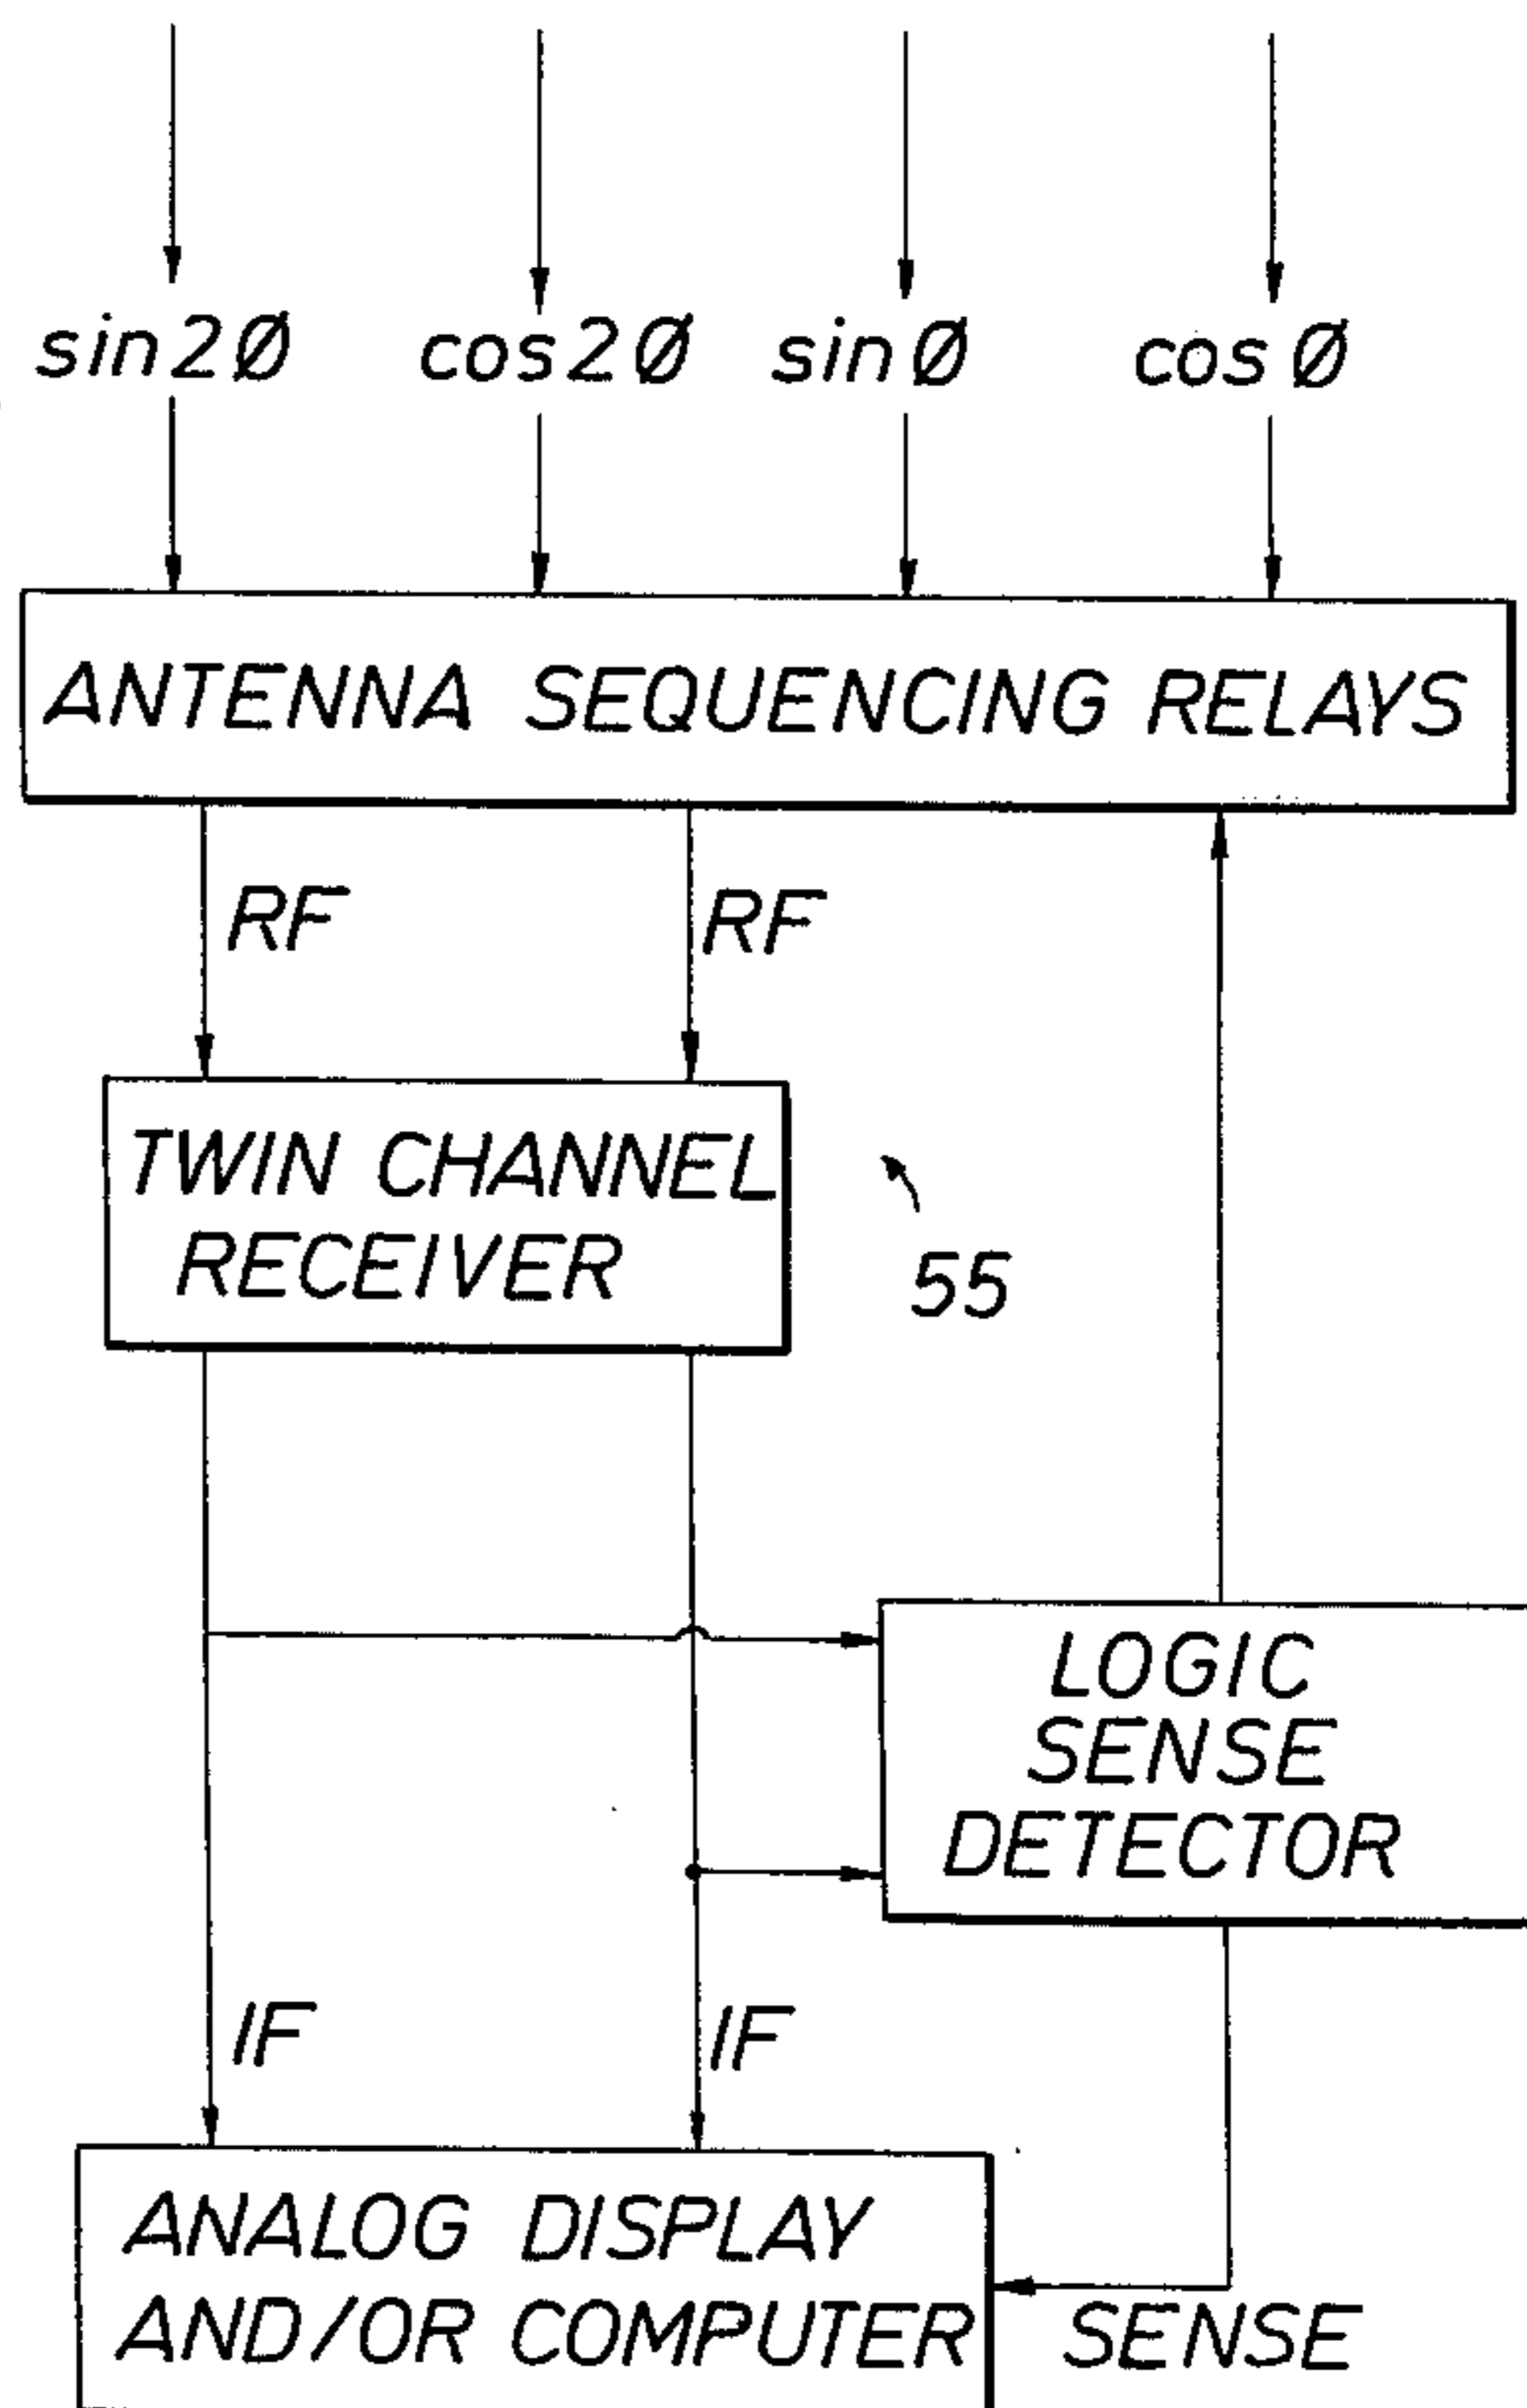 sin2Ø cos2Ø sinØ cosØ
ANTENNA SEQUENCING RELAYS
RF RF
TWIN CHANNEL
RECEIVER
55
LOGIC
SENSE
DETECTOR
IF IF
ANALOG DISPLAY
AND/OR COMPUTER
SENSE